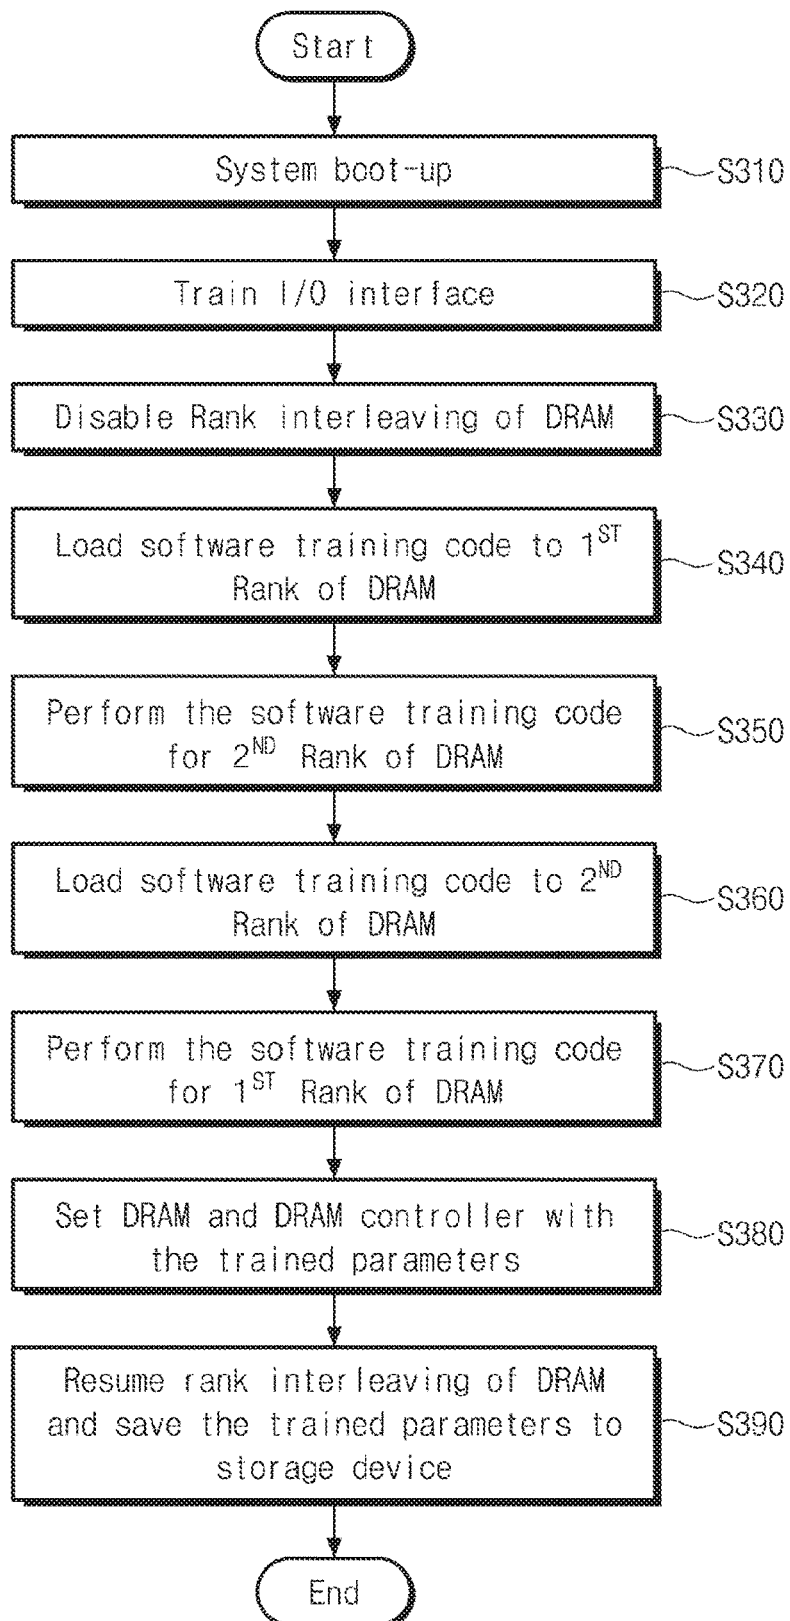 Start
System boot-up
S310
Train I/O interface
S320
Disable Rank interleaving of DRAM
S330
Load software training code to 1ST
Rank of DRAM
S340
Perform the software training code
for 2ND Rank of DRAM
S350
Load software training code to 2ND
Rank of DRAM
S360
Perform the software training code
for 1ST Rank of DRAM
S370
Set DRAM and DRAM controller with
the trained parameters
S380
Resume rank interleaving of DRAM
and save the trained parameters to
storage device
S390
End